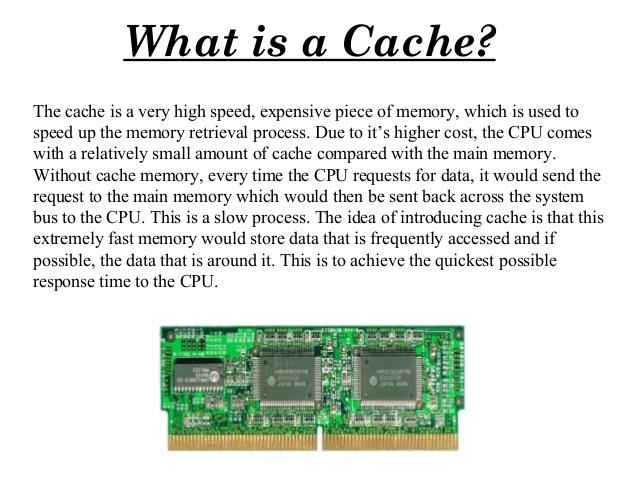 What is a Cache?
The cache is a very high speed, expensive piece of memory, which is used to
speed up the memory retrieval process. Due to it's higher cost, the CPU comes
with a relatively small amount of cache compared with the main memory.
Without cache memory, every time the CPU requests for data, it would send the
request to the main memory which would then be sent back across the system
bus to the CPU. This is a slow process. The idea of introducing cache is that this
extremely fast memory would store data that is frequently accessed and if
possible, the data that is around it. This is to achieve the quickest possible
response time to the CPU.